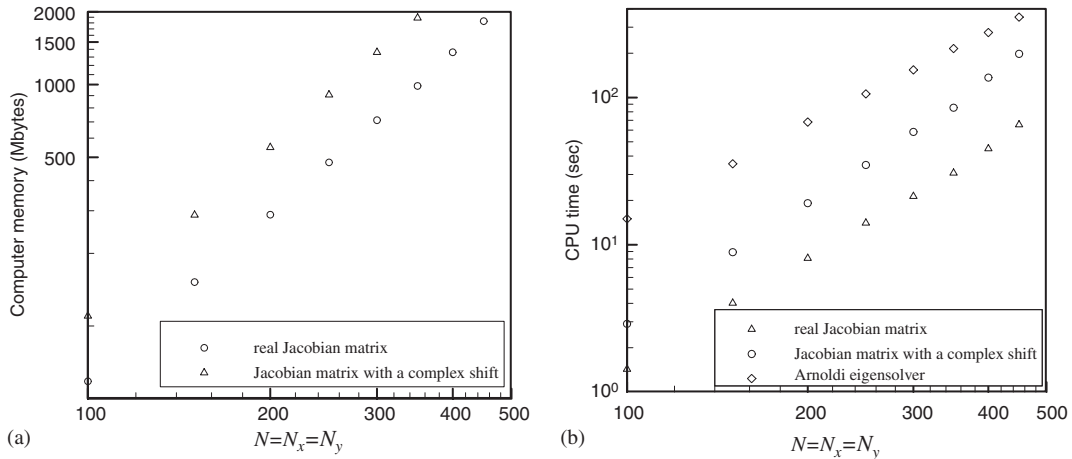 2000
1500
1000
500
Computer memory (Mbytes)
real Jacobian matrix
Jacobian matrix with a complex shift
100
200
300
400
500
(a)
N=Nₓ=Nᵧ
10²
10¹
10⁰
CPU time (sec)
real Jacobian matrix
Jacobian matrix with a complex shift
Arnoldi eigensolver
100
200
300
400
500
(b)
N=Nₓ=Nᵧ